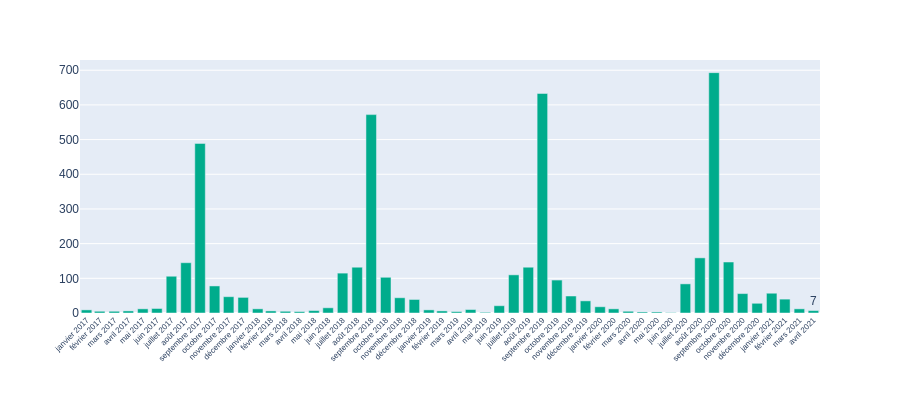 700
600
500
400
300
200
100
0
7
janvier 2017
février 2017
mars 2017
avril 2017
mai 2017
juin 2017
juillet 2017
août 2017
septembre 2017
octobre 2017
novembre 2017
décembre 2017
janvier 2018
février 2018
mars 2018
avril 2018
mai 2018
juin 2018
juillet 2018
août 2018
septembre 2018
octobre 2018
novembre 2018
décembre 2018
janvier 2019
février 2019
mars 2019
avril 2019
mai 2019
juin 2019
juillet 2019
août 2019
septembre 2019
octobre 2019
novembre 2019
décembre 2019
janvier 2020
février 2020
mars 2020
avril 2020
mai 2020
juin 2020
juillet 2020
août 2020
septembre 2020
octobre 2020
novembre 2020
décembre 2020
janvier 2021
février 2021
mars 2021
avril 2021